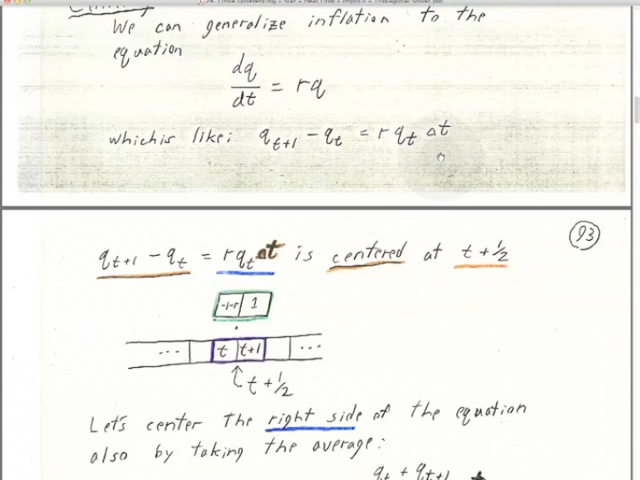 We can generalize inflation to the
equation
dq/dt = rq
which is like: q_{t+1} - q_t = r q_t Δt
93
q_{t+1} - q_t = r q_t Δt is centered at t + 1/2
-1-r 1
... t t+1 ...
t + 1/2
Let's center the right side of the equation
also by taking the average:
q_t + q_{t+1}